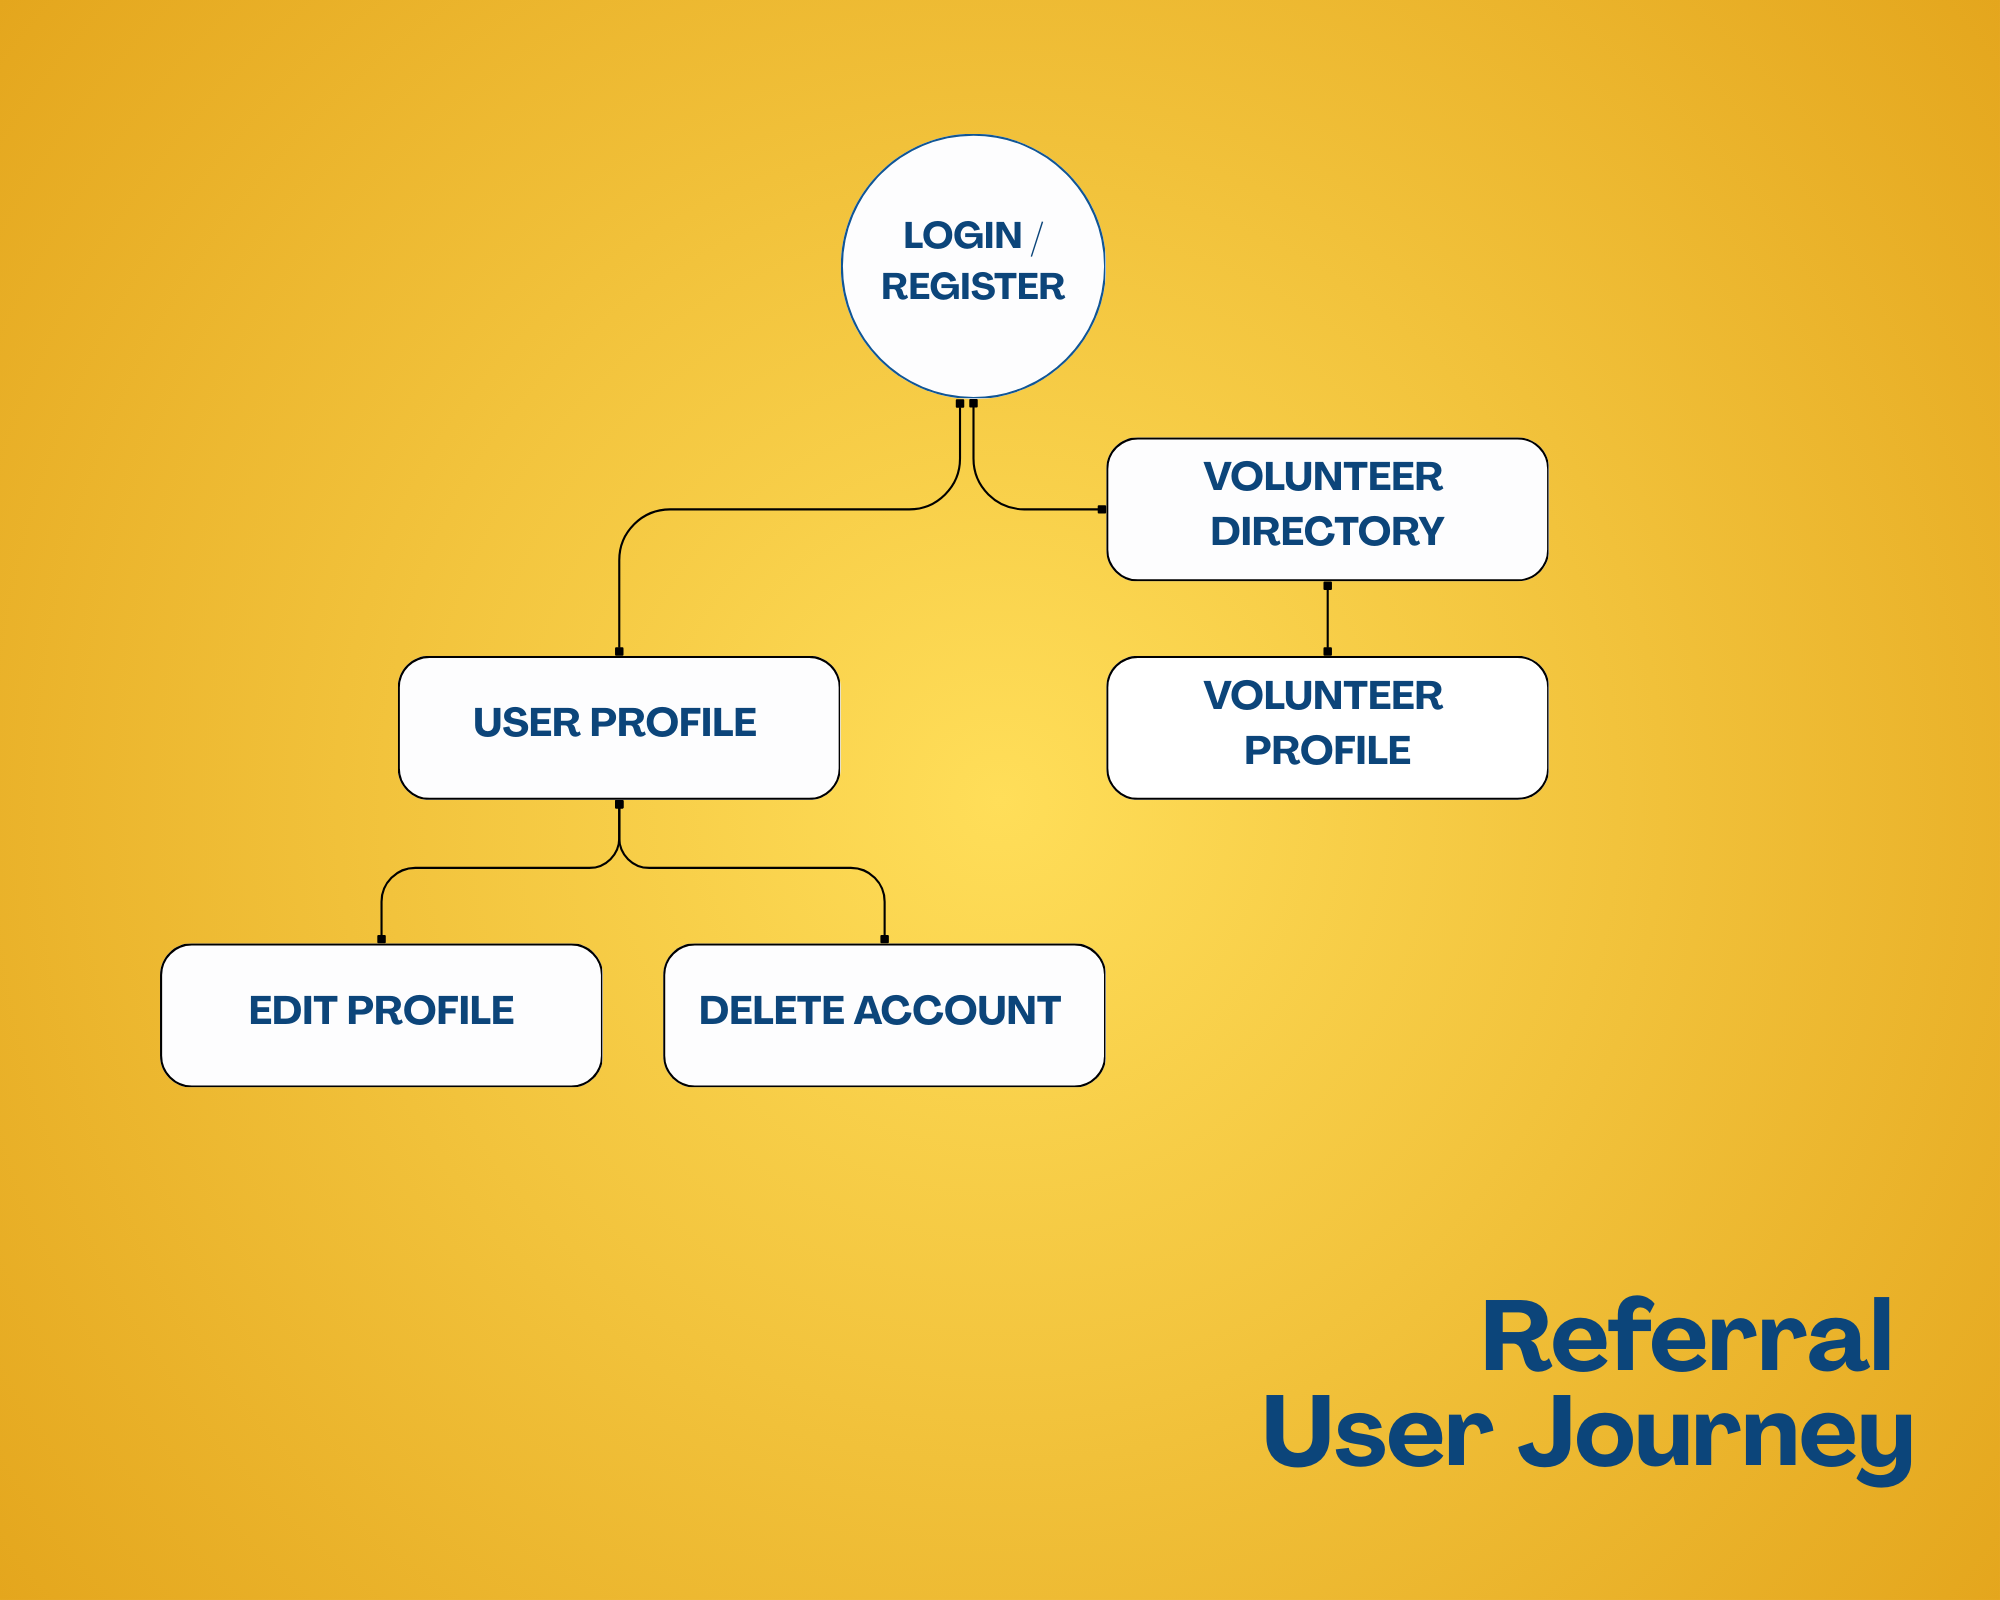 LOGIN /
REGISTER
VOLUNTEER
DIRECTORY
USER PROFILE
VOLUNTEER
PROFILE
EDIT PROFILE
DELETE ACCOUNT
Referral
User Journey